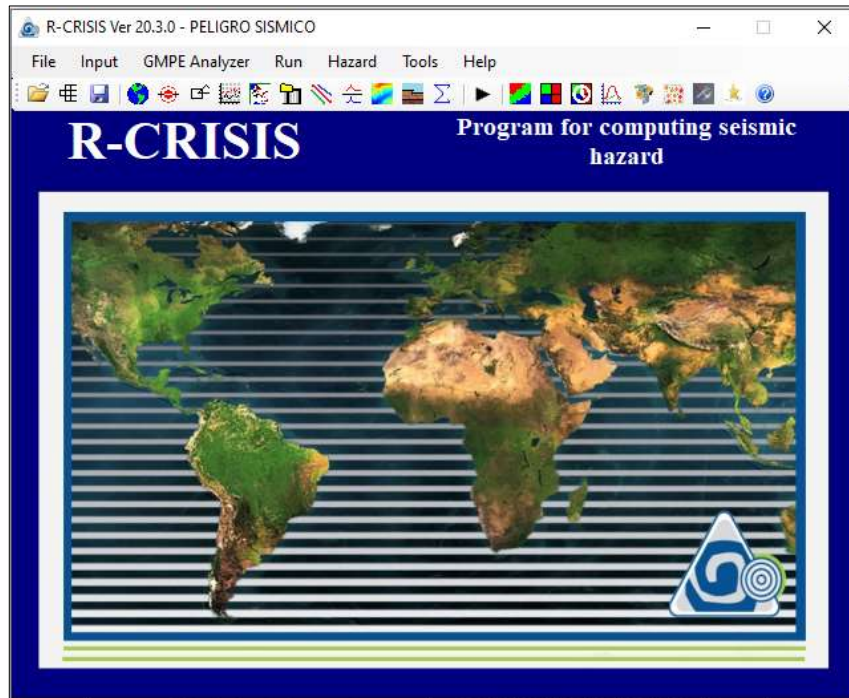 R-CRISIS Ver 20.3.0 - PELIGRO SISMICO
File Input GMPE Analyzer Run Hazard Tools Help
R-CRISIS
Program for computing seismic
hazard